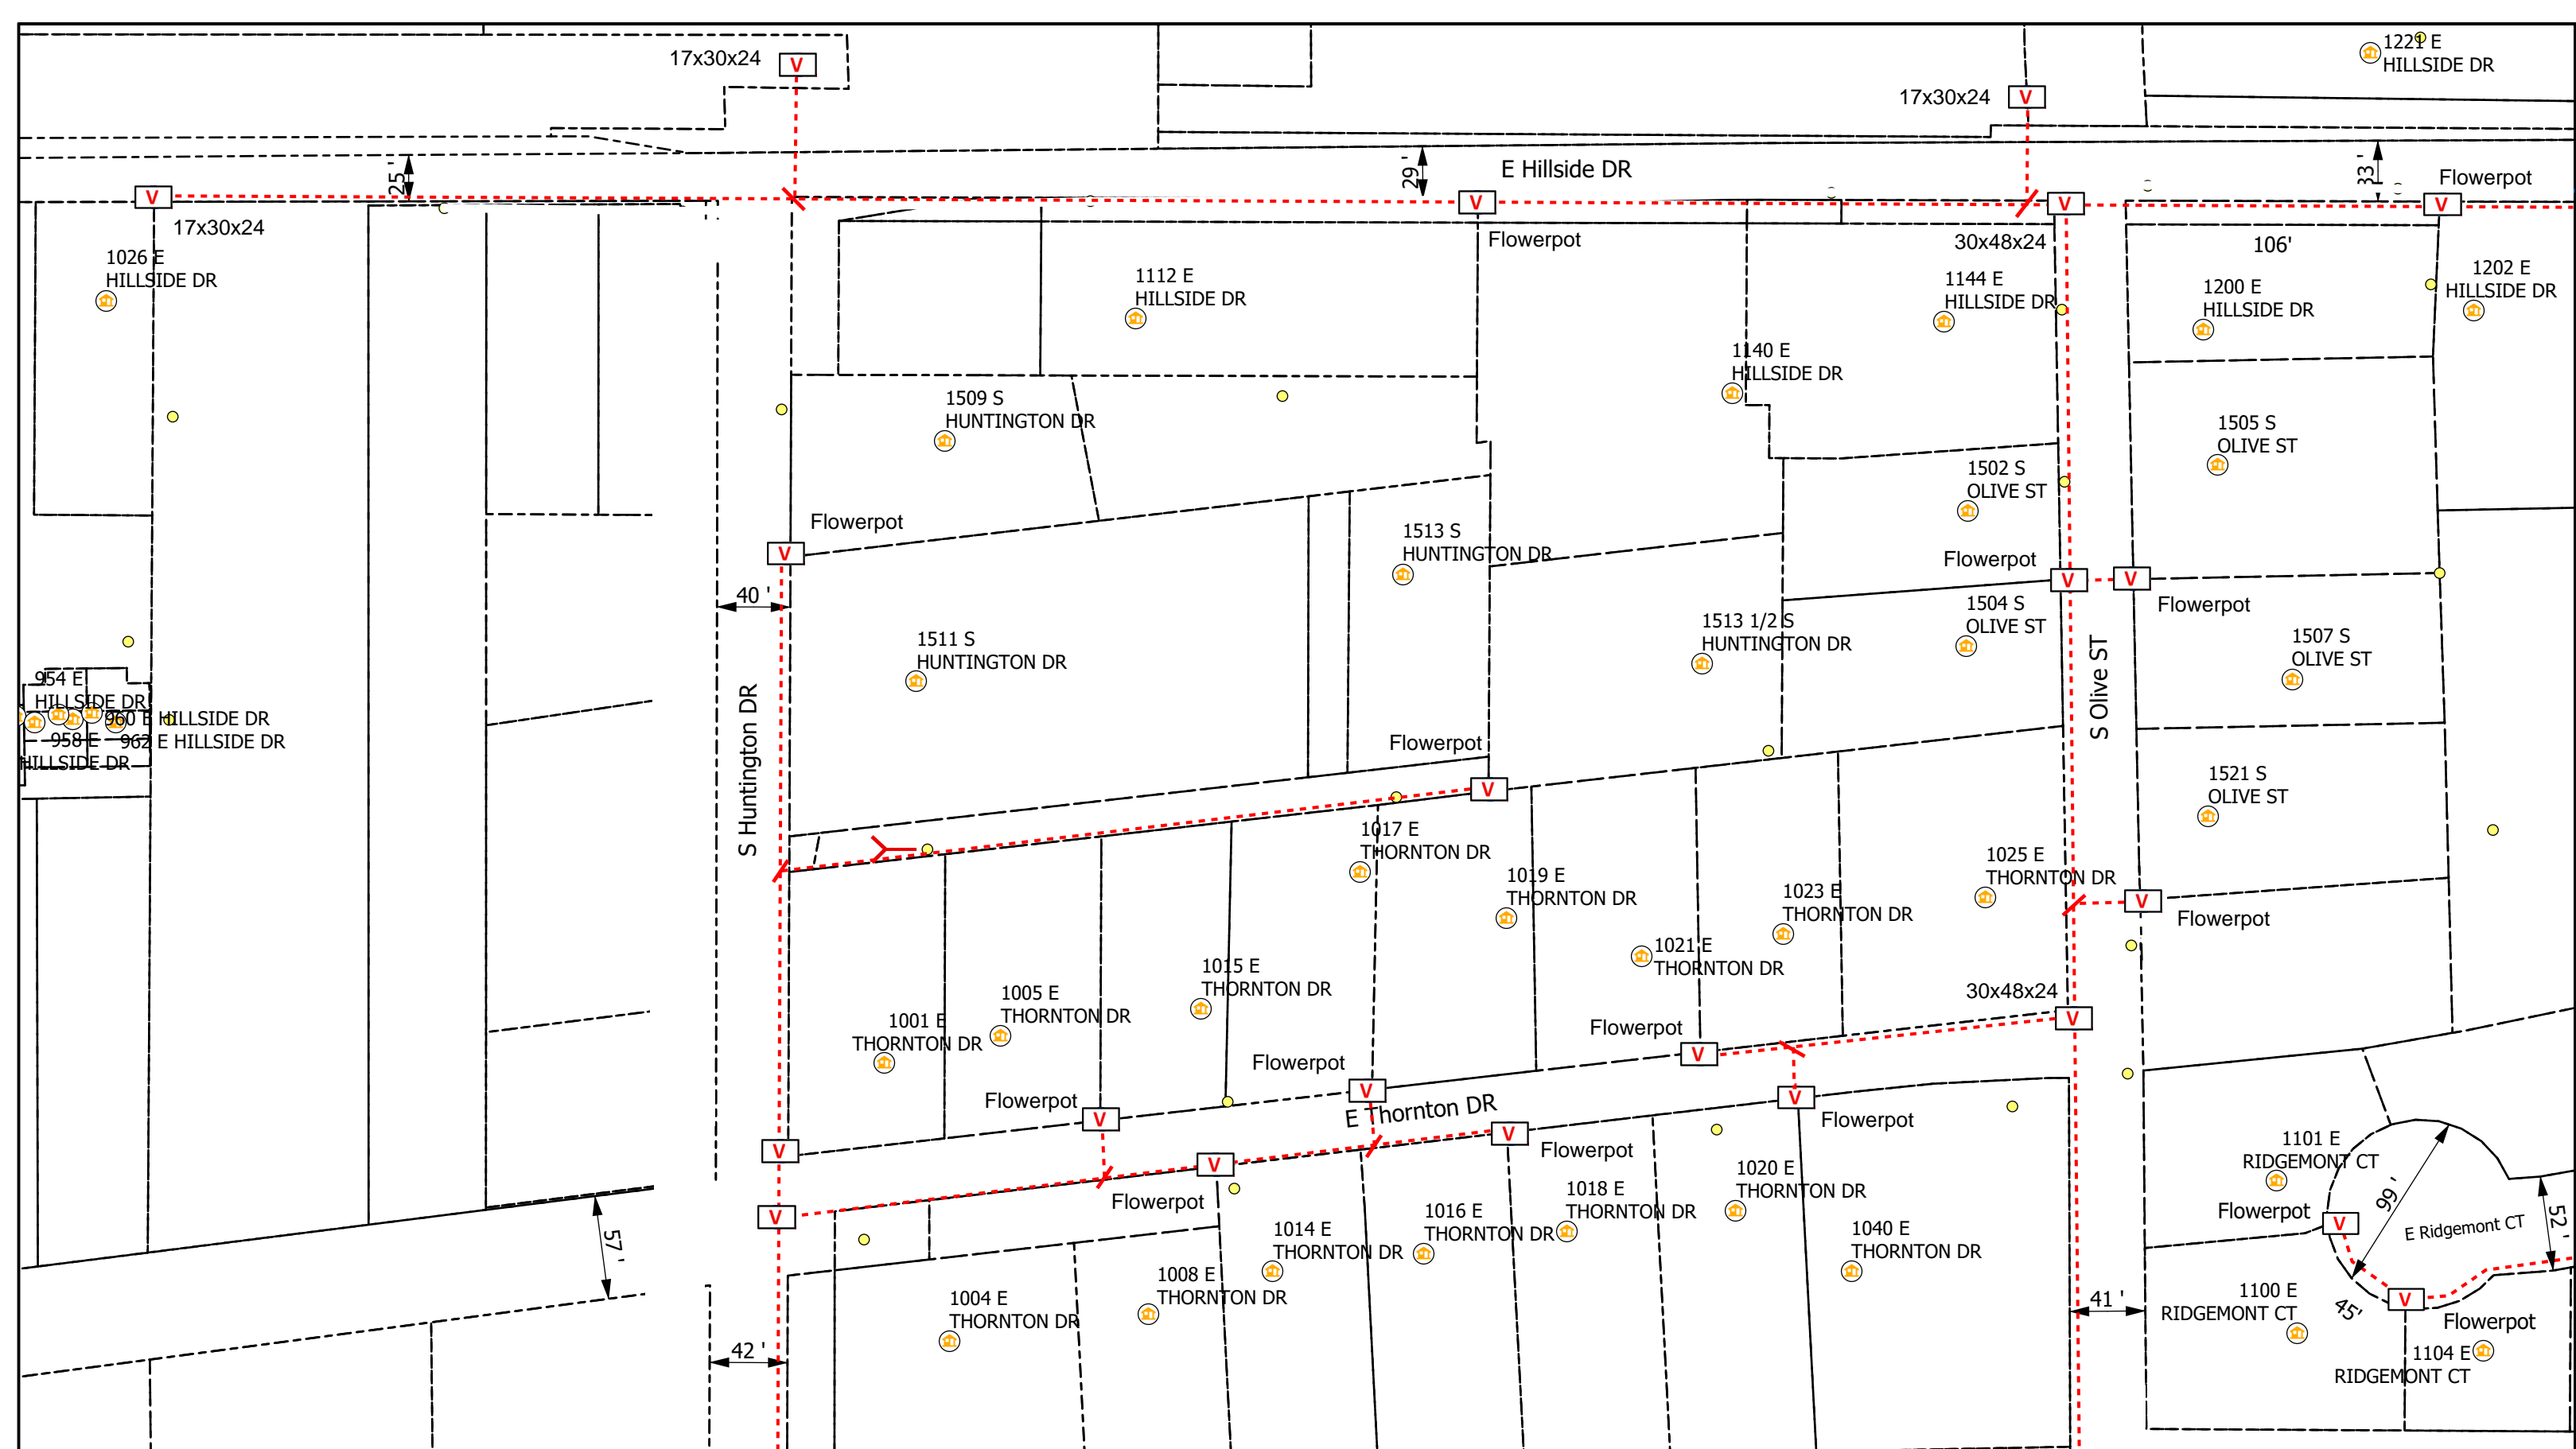 17x30x24
V
17x30x24
V
1221 E
HILLSIDE DR
25 '
29 '
E Hillside DR
33 '
Flowerpot
V
17x30x24
V
Flowerpot
V
30x48x24
V
106'
1026 E
HILLSIDE DR
1112 E
HILLSIDE DR
1144 E
HILLSIDE DR
1200 E
HILLSIDE DR
1202 E
HILLSIDE DR
1140 E
HILLSIDE DR
1509 S
HUNTINGTON DR
1505 S
OLIVE ST
1502 S
OLIVE ST
Flowerpot
V
1513 S
HUNTINGTON DR
Flowerpot
V
V
Flowerpot
40 '
1504 S
OLIVE ST
1511 S
HUNTINGTON DR
1513 1/2 S
HUNTINGTON DR
1507 S
OLIVE ST
S Olive ST
954 E
HILLSIDE DR
960 E HILLSIDE DR
958 E
HILLSIDE DR
962 E HILLSIDE DR
S Huntington DR
Flowerpot
V
1521 S
OLIVE ST
1017 E
THORNTON DR
1019 E
THORNTON DR
1025 E
THORNTON DR
1023 E
THORNTON DR
V
Flowerpot
1021 E
THORNTON DR
1015 E
THORNTON DR
1005 E
THORNTON DR
1001 E
THORNTON DR
30x48x24
V
Flowerpot
V
Flowerpot
V
Flowerpot
V
E Thornton DR
V
Flowerpot
V
Flowerpot
V
V
Flowerpot
V
1101 E
RIDGEMONT CT
Flowerpot
V
99 '
E Ridgemont CT
52 '
57 '
1014 E
THORNTON DR
1016 E
THORNTON DR
1018 E
THORNTON DR
1020 E
THORNTON DR
1040 E
THORNTON DR
1008 E
THORNTON DR
1004 E
THORNTON DR
42 '
41 '
1100 E
RIDGEMONT CT
45'
V
Flowerpot
1104 E
RIDGEMONT CT